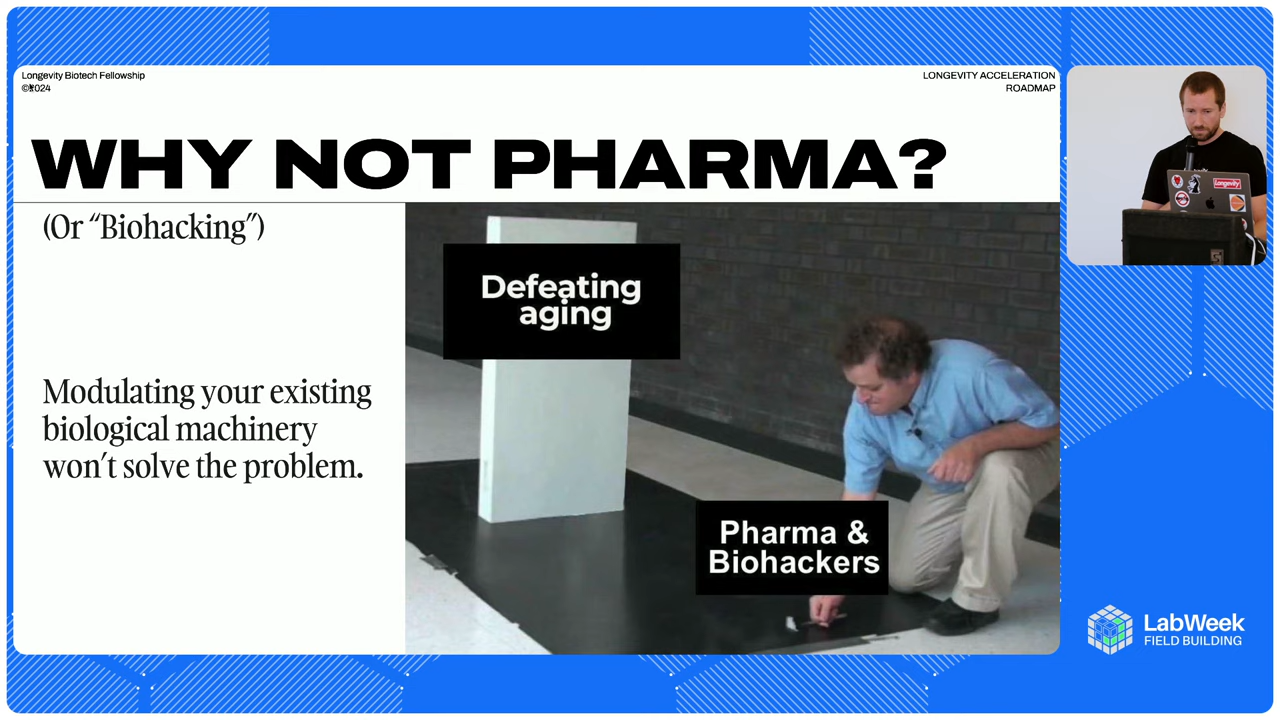 Longevity Biotech Fellowship
LONGEVITY ACCELERATION
ROADMAP
WHY NOT PHARMA?
(Or “Biohacking”)
Modulating your existing
biological machinery
won’t solve the problem.
Defeating
aging
Pharma &
Biohackers
Longevity
LabWeek
FIELD BUILDING